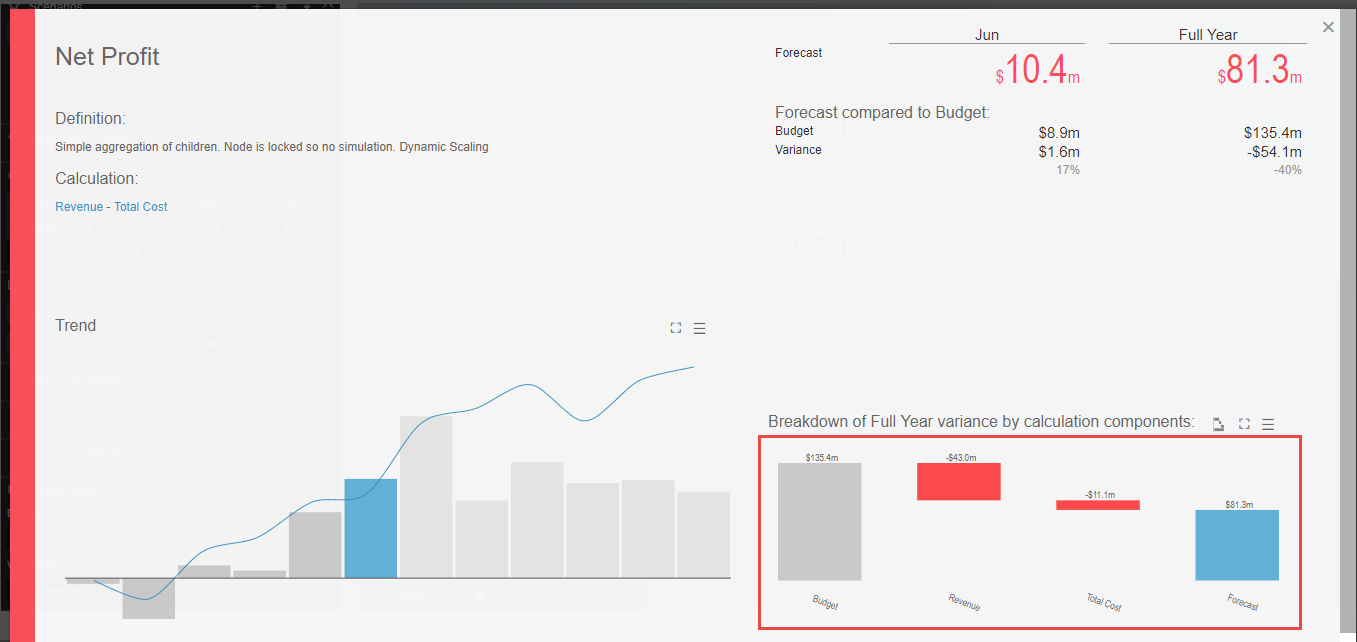 Scenarios
Net Profit
Definition:
Simple aggregation of children. Node is locked so no simulation. Dynamic Scaling
Calculation:
Revenue - Total Cost
Jun
Full Year
Forecast
$10.4m
$81.3m
Forecast compared to Budget:
Budget
$8.9m
$135.4m
Variance
$1.6m
-$54.1m
17%
-40%
Trend
Breakdown of Full Year variance by calculation components:
$135.4m
-$43.0m
-$11.1m
$81.3m
Budget
Revenue
Total Cost
Forecast